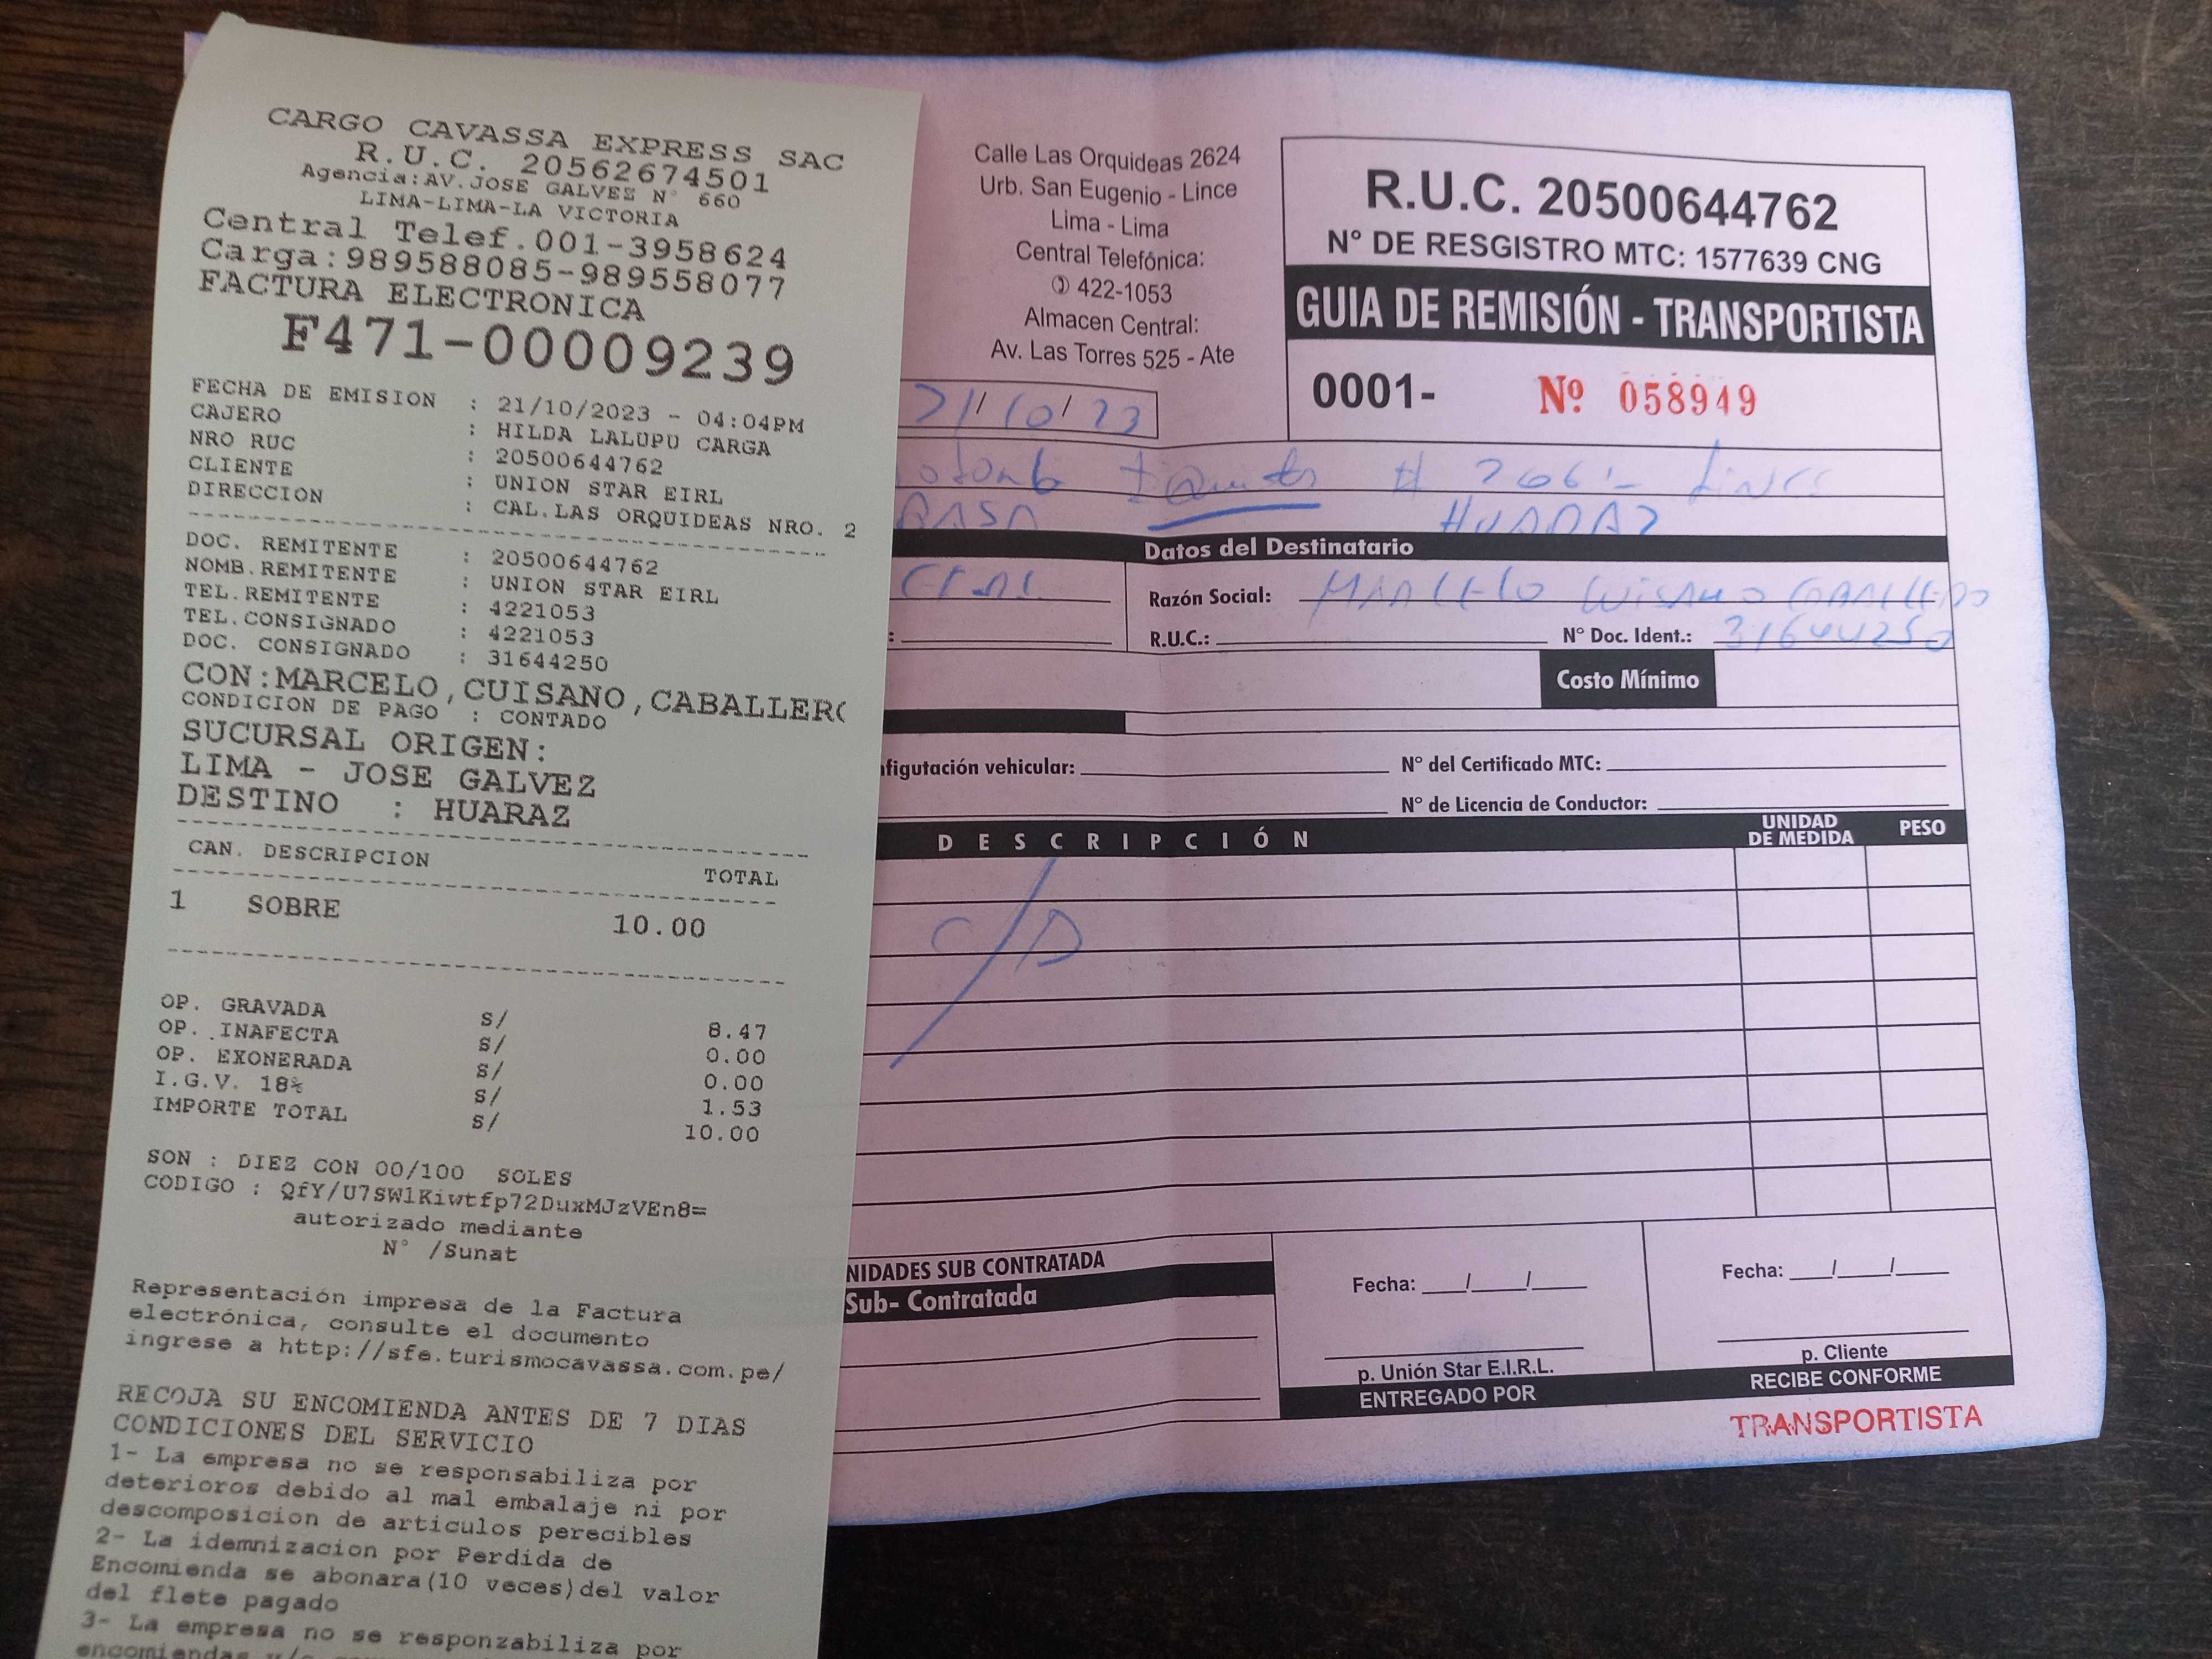 CARGO CAVASSA EXPRESS SAC
R.U.C. 20562674501
Agencia:AV.JOSE GALVEZ N° 660
LIMA-LIMA-LA VICTORIA
Central Telef.001-3958624
Carga:989588085-989558077
FACTURA ELECTRONICA
F471-00009239
FECHA DE EMISION : 21/10/2023 - 04:04PM
CAJERO : HILDA LALUPU CARGA
NRO RUC : 20500644762
CLIENTE : UNION STAR EIRL
DIRECCION : CAL.LAS ORQUIDEAS NRO. 2
DOC. REMITENTE : 20500644762
NOMB.REMITENTE : UNION STAR EIRL
TEL.REMITENTE : 4221053
TEL.CONSIGNADO : 4221053
DOC. CONSIGNADO : 31644250
CON:MARCELO,CUISANO,CABALLERO
CONDICION DE PAGO : CONTADO
SUCURSAL ORIGEN:
LIMA - JOSE GALVEZ
DESTINO : HUARAZ
CAN. DESCRIPCION TOTAL
1 SOBRE 10.00
OP. GRAVADA S/ 8.47
OP. INAFECTA S/ 0.00
OP. EXONERADA S/ 0.00
I.G.V. 18% S/ 1.53
IMPORTE TOTAL S/ 10.00
SON : DIEZ CON 00/100 SOLES
CODIGO : QfY/U7SWlKiwtfp72DuxMJzVEn8=
autorizado mediante
N° /Sunat
Representación impresa de la Factura
electrónica, consulte el documento
ingrese a http://sfe.turismocavassa.com.pe/
RECOJA SU ENCOMIENDA ANTES DE 7 DIAS
CONDICIONES DEL SERVICIO
1- La empresa no se responsabiliza por
deterioros debido al mal embalaje ni por
descomposicion de articulos perecibles
2- La idemnizacion por Perdida de
Encomienda se abonara(10 veces)del valor
del flete pagado
3- La empresa no se responzabiliza por
encomiendas
Calle Las Orquideas 2624
Urb. San Eugenio - Lince
Lima - Lima
Central Telefónica:
422-1053
Almacen Central:
Av. Las Torres 525 - Ate
R.U.C. 20500644762
N° DE RESGISTRO MTC: 1577639 CNG
GUIA DE REMISIÓN - TRANSPORTISTA
0001- Nº 058949
21/10/23
HUARAZ
Datos del Destinatario
Razón Social: MARCELO CUISANO CABALLERO
R.U.C.: N° Doc. Ident.: 31644250
Costo Mínimo
figutación vehicular: N° del Certificado MTC:
N° de Licencia de Conductor:
DESCRIPCIÓN UNIDAD DE MEDIDA PESO
C/D
NIDADES SUB CONTRATADA
Sub- Contratada
Fecha: / / Fecha: / /
p. Unión Star E.I.R.L. p. Cliente
ENTREGADO POR RECIBE CONFORME
TRANSPORTISTA